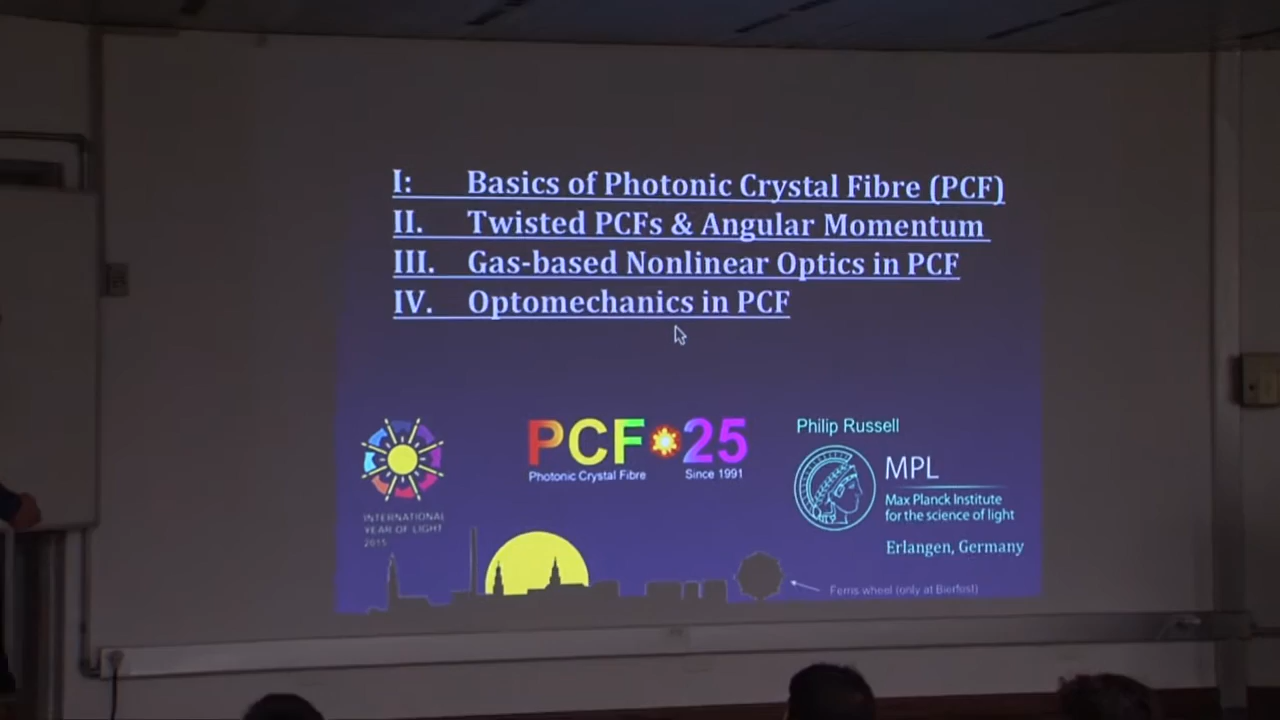 I: Basics of Photonic Crystal Fibre (PCF)
II. Twisted PCFs & Angular Momentum
III. Gas-based Nonlinear Optics in PCF
IV. Optomechanics in PCF
INTERNATIONAL
YEAR OF LIGHT
2015
PCF 25
Photonic Crystal Fibre Since 1991
Philip Russell
MPL
Max Planck Institute
for the science of light
Erlangen, Germany
Ferris wheel (only at Bierfest)